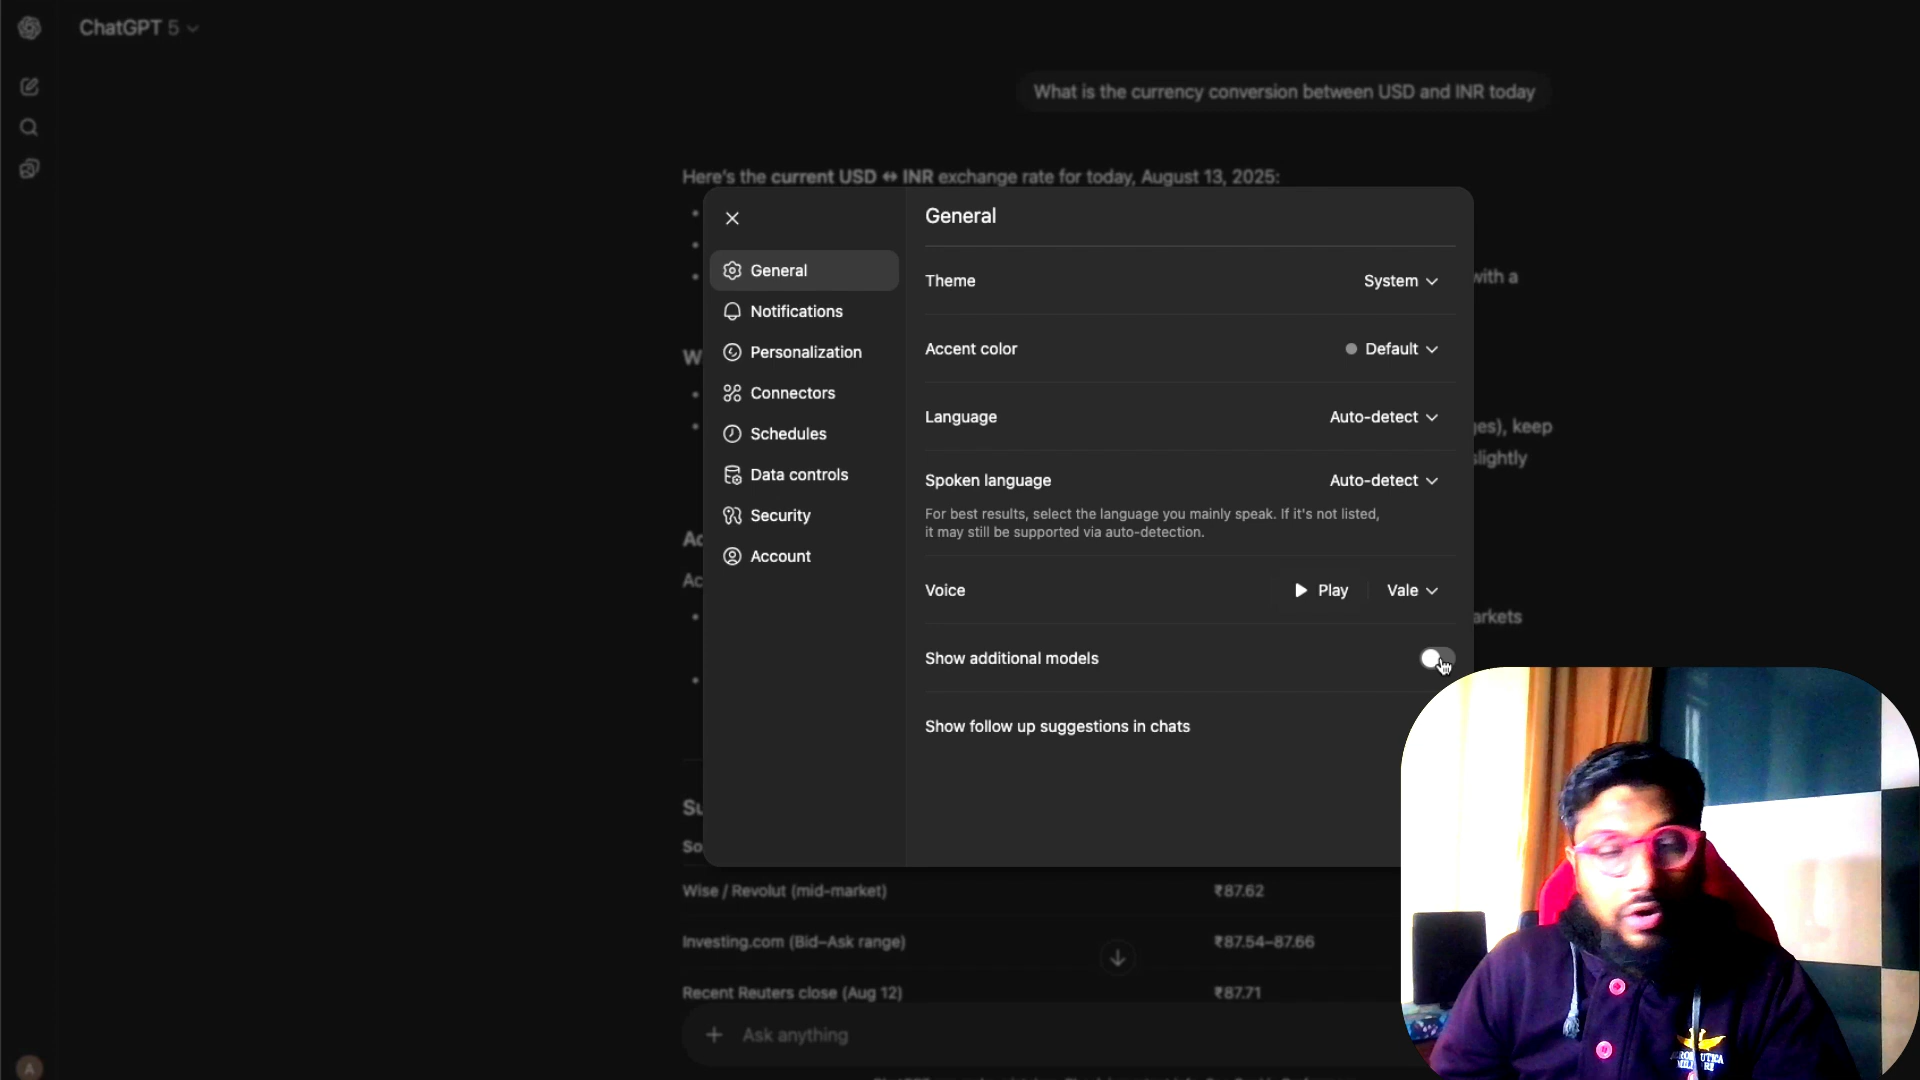 ChatGPT 5
What is the currency conversion between USD and INR today
Here's the current USD ↔ INR exchange rate for today, August 13, 2025:
General
General
Notifications
Personalization
Connectors
Schedules
Data controls
Security
Account
Theme
System
Accent color
Default
Language
Auto-detect
Spoken language
Auto-detect
For best results, select the language you mainly speak. If it's not listed,
it may still be supported via auto-detection.
Voice
Play
Vale
Show additional models
Show follow up suggestions in chats
with a
W
keep
slightly
Ac
Ac
Su
So
Wise / Revolut (mid-market)
₹87.62
Investing.com (Bid–Ask range)
₹87.54–87.66
Recent Reuters close (Aug 12)
₹87.71
Ask anything
A